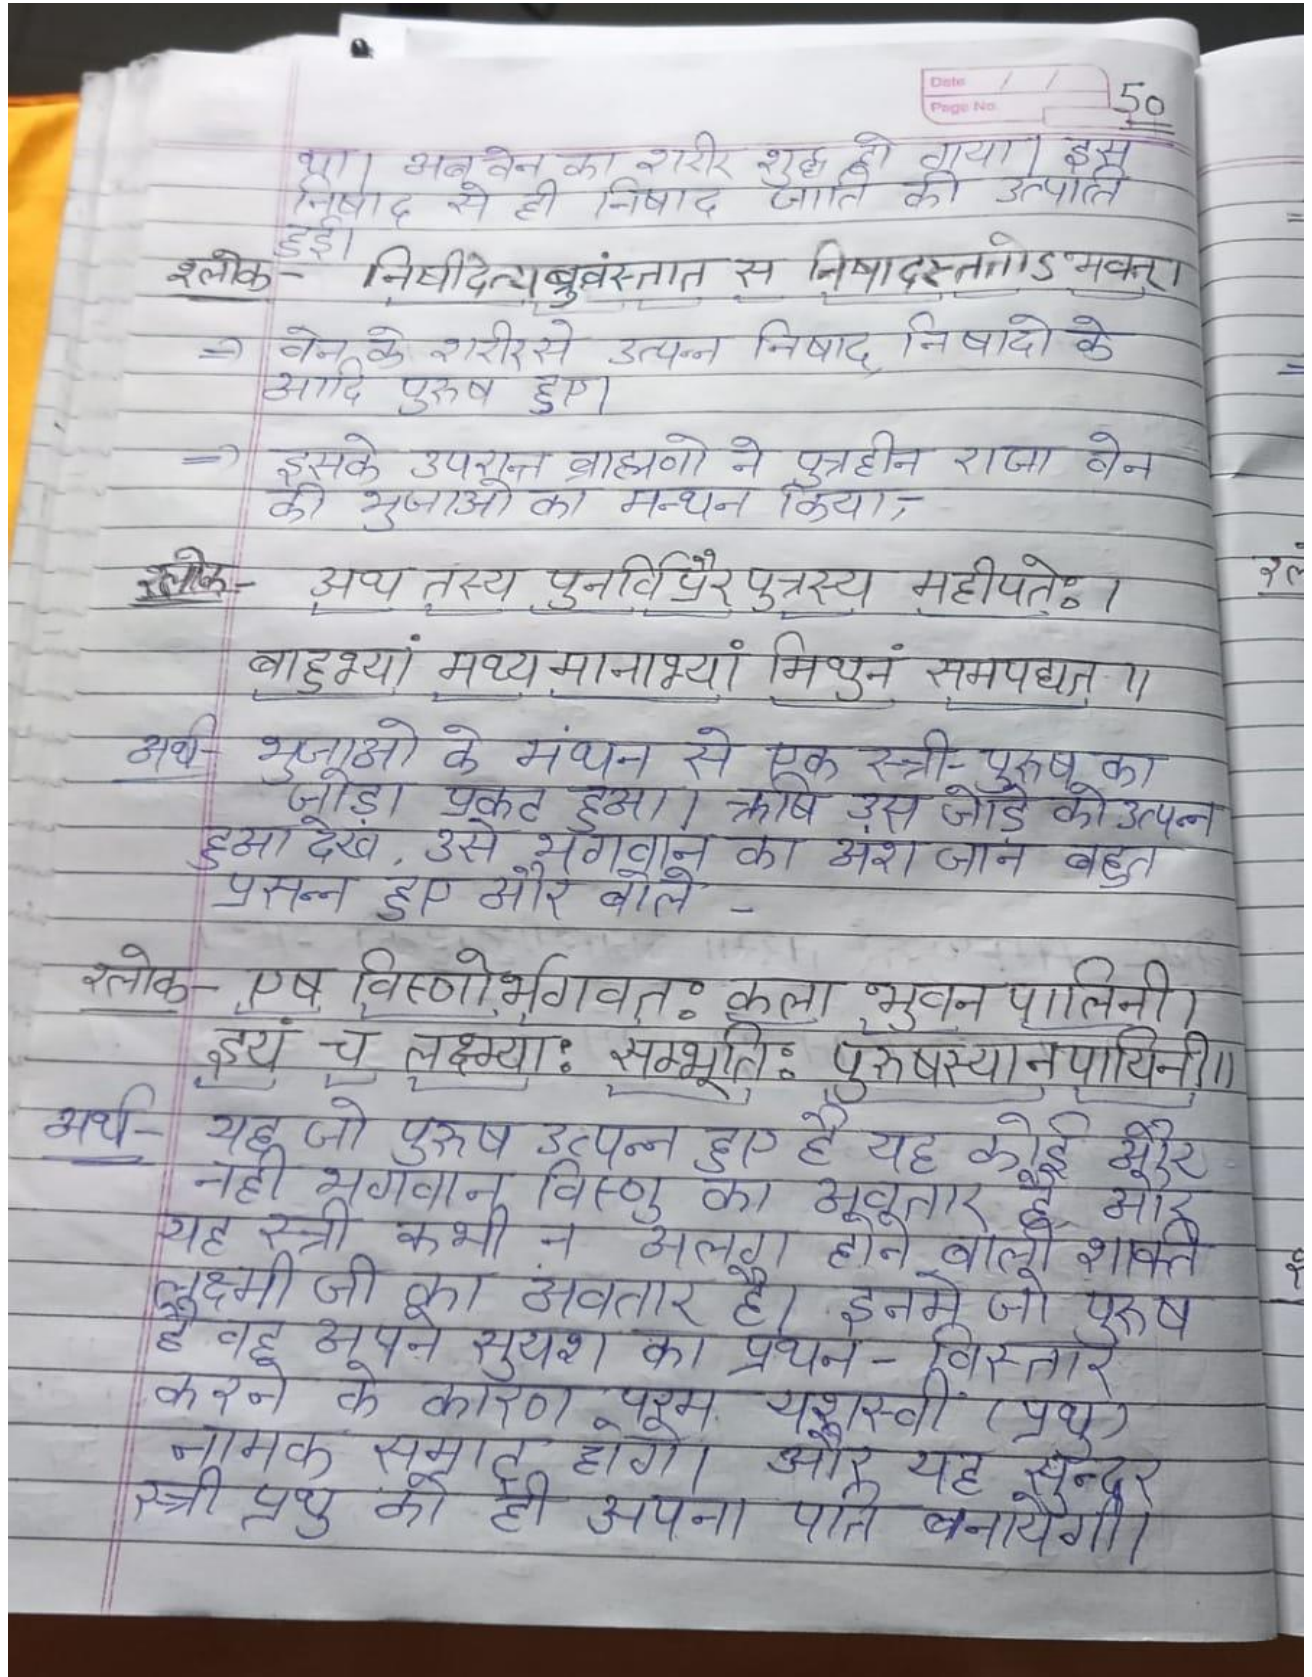 Date / /
Page No.
50
था। अब वेन का शरीर शुद्ध हो गया। इस
निषाद से ही निषाद जाति की उत्पत्ति
हुई।
श्लोक- निषीदेत्यब्रुवंस्तात स निषादस्ततोडभवत्।
=> वेन के शरीर से उत्पन्न निषाद, निषादो के
आदि पुरुष हुए।
=> इसके उपरान्त ब्राह्मणो ने पुत्रहीन राजा वेन
की भुजाओ का मन्थन किया,-
श्लोक- अथ तस्य पुनर्विप्रैरपुत्रस्य महीपतेः।
बाहुभ्यां मथ्यमानाभ्यां मिथुनं समपद्यत॥
अर्थ- भुजाओ के मंथन से एक स्त्री-पुरुष का
जोड़ा प्रकट हुआ। ऋषि उस जोड़े को उत्पन्न
हुआ देख, उसे भगवान् का अंश जान बहुत
प्रसन्न हुए और बोले -
श्लोक- एष विष्णोर्भगवतः कला भुवन पालिनी।
इयं च लक्ष्म्याः सम्भूतिः पुरुषस्यानपायिनी॥
अर्थ- यह जो पुरुष उत्पन्न हुए है यह कोई और
नही भगवान् विष्णु का अवतार है, और
यह स्त्री कभी न अलग होने वाली शक्ति
लक्ष्मी जी का अवतार है। इनमे जो पुरुष
है वह अपने सुयश का प्रथन - विस्तार
करने के कारण परम यशस्वी (प्रथु)
नामक सम्राट होगे। और यह सुन्दर
स्त्री प्रथु को ही अपना पति बनायेगी।